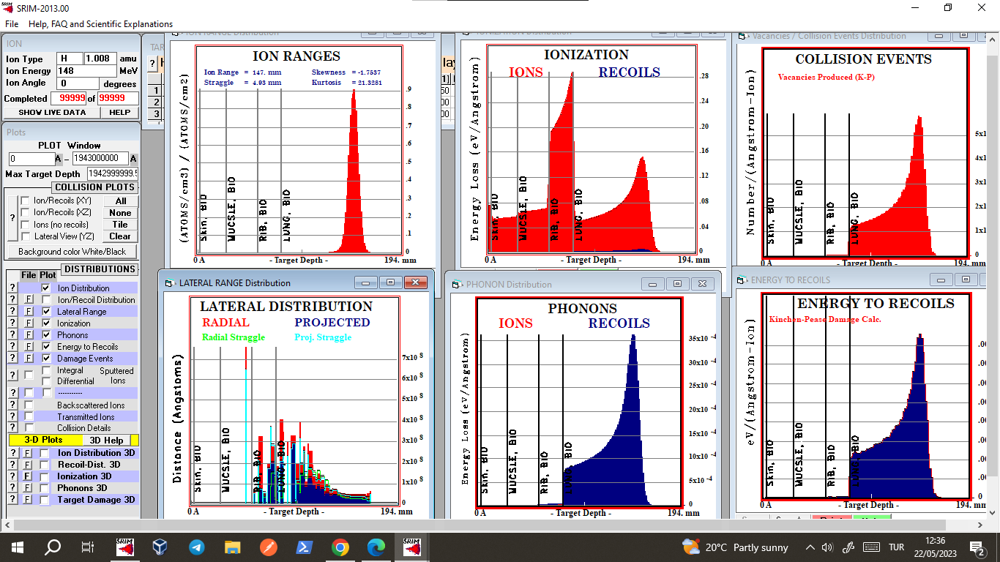 SRIM-2013.00
File Help, FAQ and Scientific Explanations
ION
Ion Type H 1.008 amu
Ion Energy 148 MeV
Ion Angle 0 degrees
Completed 99999 of 99999
SHOW LIVE DATA HELP
TAR
?
1
2
3
Plots
PLOT Window
0 A – 1943000000 A
Max Target Depth 1942999999.5
COLLISION PLOTS
Ion/Recoils (XY) All
Ion/Recoils (XZ) None
? Ions (no recoils) Tile
Lateral View (YZ) Clear
Background color White/Black
DISTRIBUTIONS
File Plot
? Ion Distribution
? F Ion/Recoil Distribution
? F Lateral Range
? F Ionization
? F Phonons
? F Energy to Recoils
? F Damage Events
? Integral Sputtered
Differential Ions
? -----------
? Backscattered Ions
? Transmitted Ions
? Collision Details
3-D Plots 3D Help
? F Ion Distribution 3D
? F Recoil-Dist. 3D
? F Ionization 3D
? F Phonons 3D
? F Target Damage 3D
ION RANGE Distribution
ION RANGES
Ion Range = 147. mm Skewness = -1.7537
Straggle = 4.93 mm Kurtosis = 21.3281
(ATOMS/cm3) / (ATOMS/cm2)
.9
.8
.7
.6
.5
.4
.3
.2
.1
0
Skin, BIO
MUCSLE, BIO
RIB, BIO
LUNG, BIO
0 A - Target Depth - 194. mm
IONIZATION Distribution
IONIZATION
IONS RECOILS
Energy Loss (eV/Angstrom)
.28
.24
.20
.16
.12
.08
.04
0
Skin, BIO
MUCSLE, BIO
RIB, BIO
LUNG, BIO
0 A - Target Depth - 194. mm
Vacancies / Collision Events Distribution
COLLISION EVENTS
Vacancies Produced (K-P)
Number/(Angstrom-Ion)
0
Skin, BIO
MUCSLE, BIO
RIB, BIO
LUNG, BIO
0 A - Target Depth - 194. mm
LATERAL RANGE Distribution
LATERAL DISTRIBUTION
RADIAL PROJECTED
Radial Straggle Proj. Straggle
Distance (Angstoms)
7x10 8
6x10 8
5x10 8
4x10 8
3x10 8
2x10 8
1x10 8
0
Skin, BIO
MUCSLE, BIO
RIB, BIO
LUNG, BIO
0 A - Target Depth - 194. mm
PHONON Distribution
PHONONS
IONS RECOILS
Energy Loss (eV/Angstrom)
35x10 -4
30x10 -4
25x10 -4
20x10 -4
15x10 -4
10x10 -4
5x10 -4
0
Skin, BIO
MUCSLE, BIO
RIB, BIO
LUNG, BIO
0 A - Target Depth - 194. mm
ENERGY TO RECOILS
ENERGY TO RECOILS
Kinchen-Pease Damage Calc.
eV/(Angstrom-Ion)
0
Skin, BIO
MUCSLE, BIO
RIB, BIO
LUNG, BIO
0 A - Target Depth - 194. mm
20°C Partly sunny
TUR
12:36
22/05/2023
2